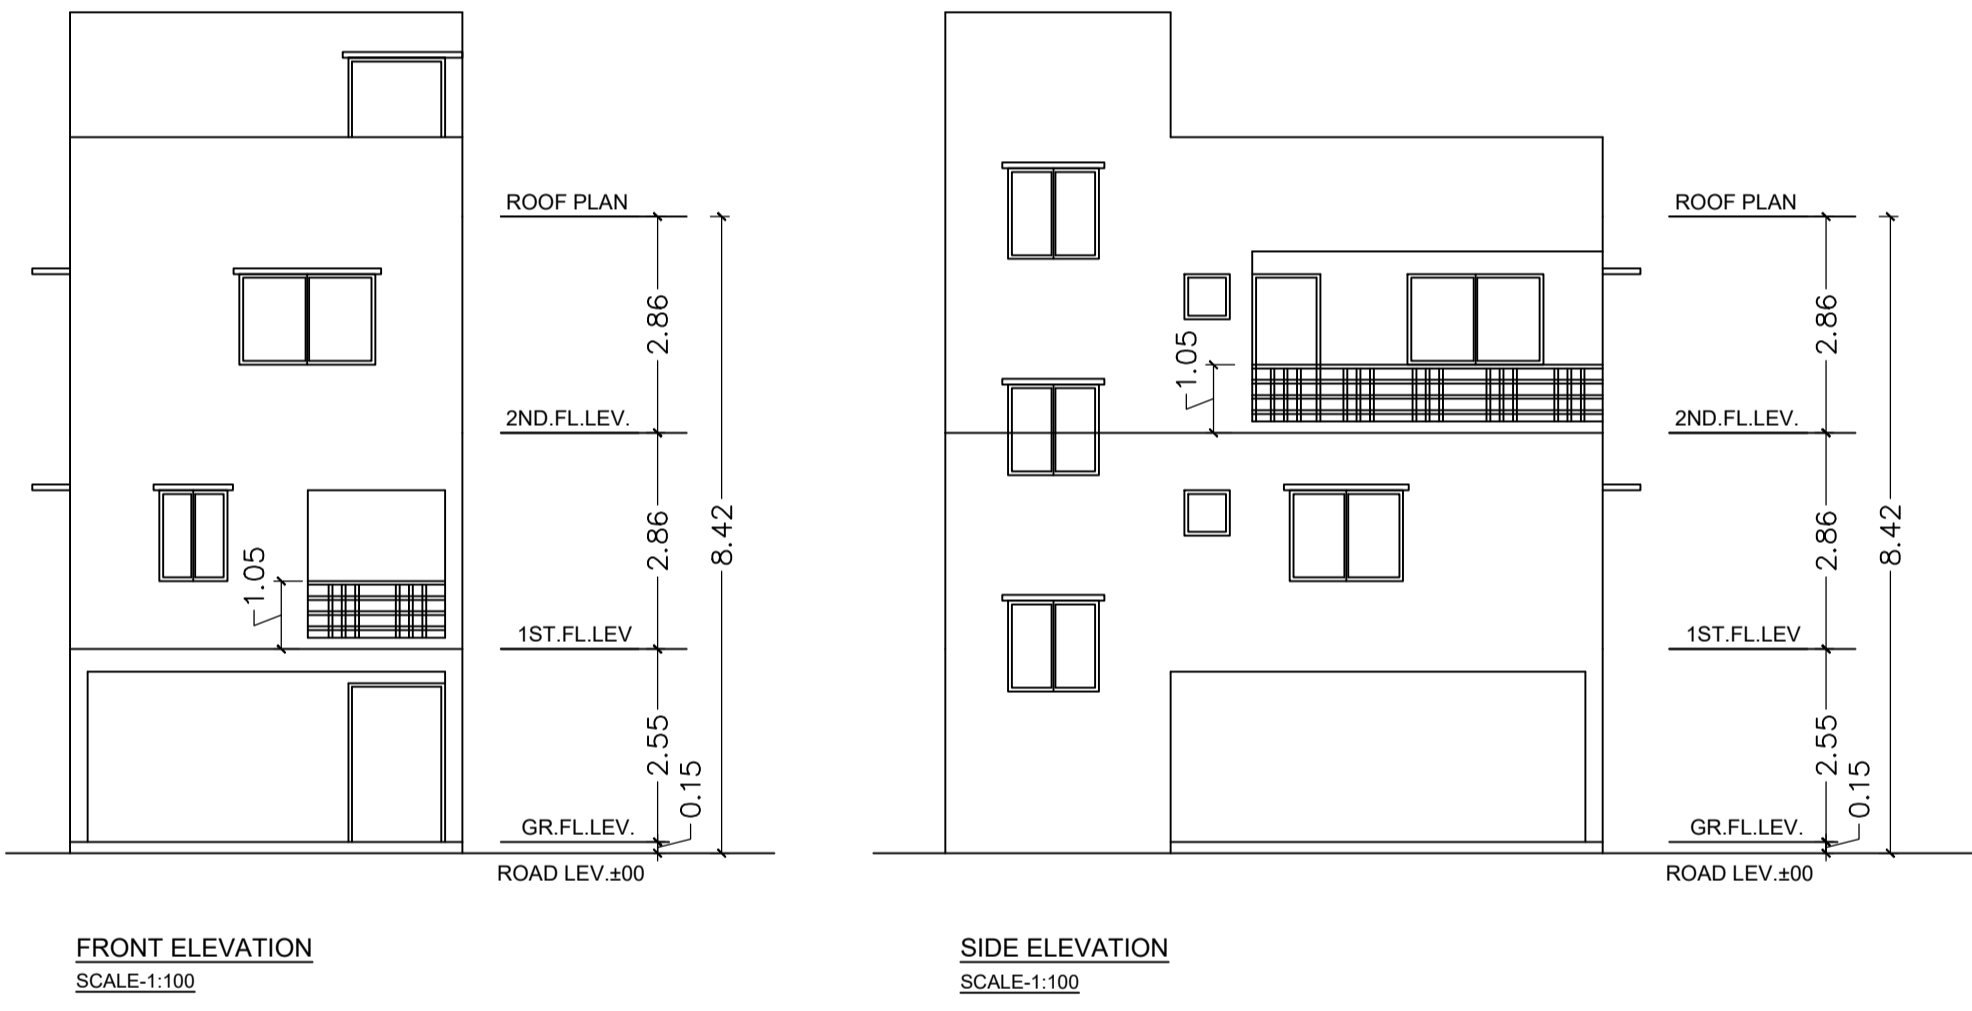 ROOF PLAN
2.86
2ND.FL.LEV.
1.05
2.86
8.42
1ST.FL.LEV
2.55
0.15
GR.FL.LEV.
ROAD LEV.±00
FRONT ELEVATION
SCALE-1:100
ROOF PLAN
2.86
1.05
2ND.FL.LEV.
2.86
8.42
1ST.FL.LEV
2.55
0.15
GR.FL.LEV.
ROAD LEV.±00
SIDE ELEVATION
SCALE-1:100